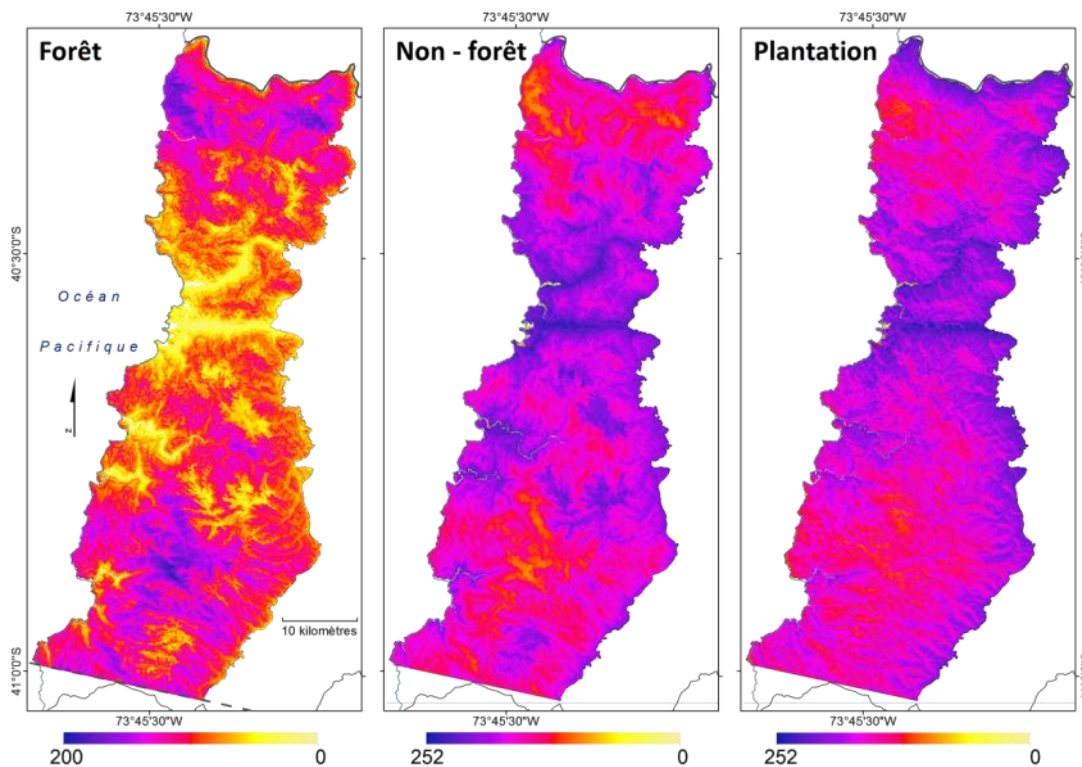 73°45'30"W
73°45'30"W
73°45'30"W
Forêt
Non - forêt
Plantation
40°30'0"S
Océan
Pacifique
z
10 kilomètres
41°0'0"S
73°45'30"W
73°45'30"W
73°45'30"W
200 0
252 0
252 0